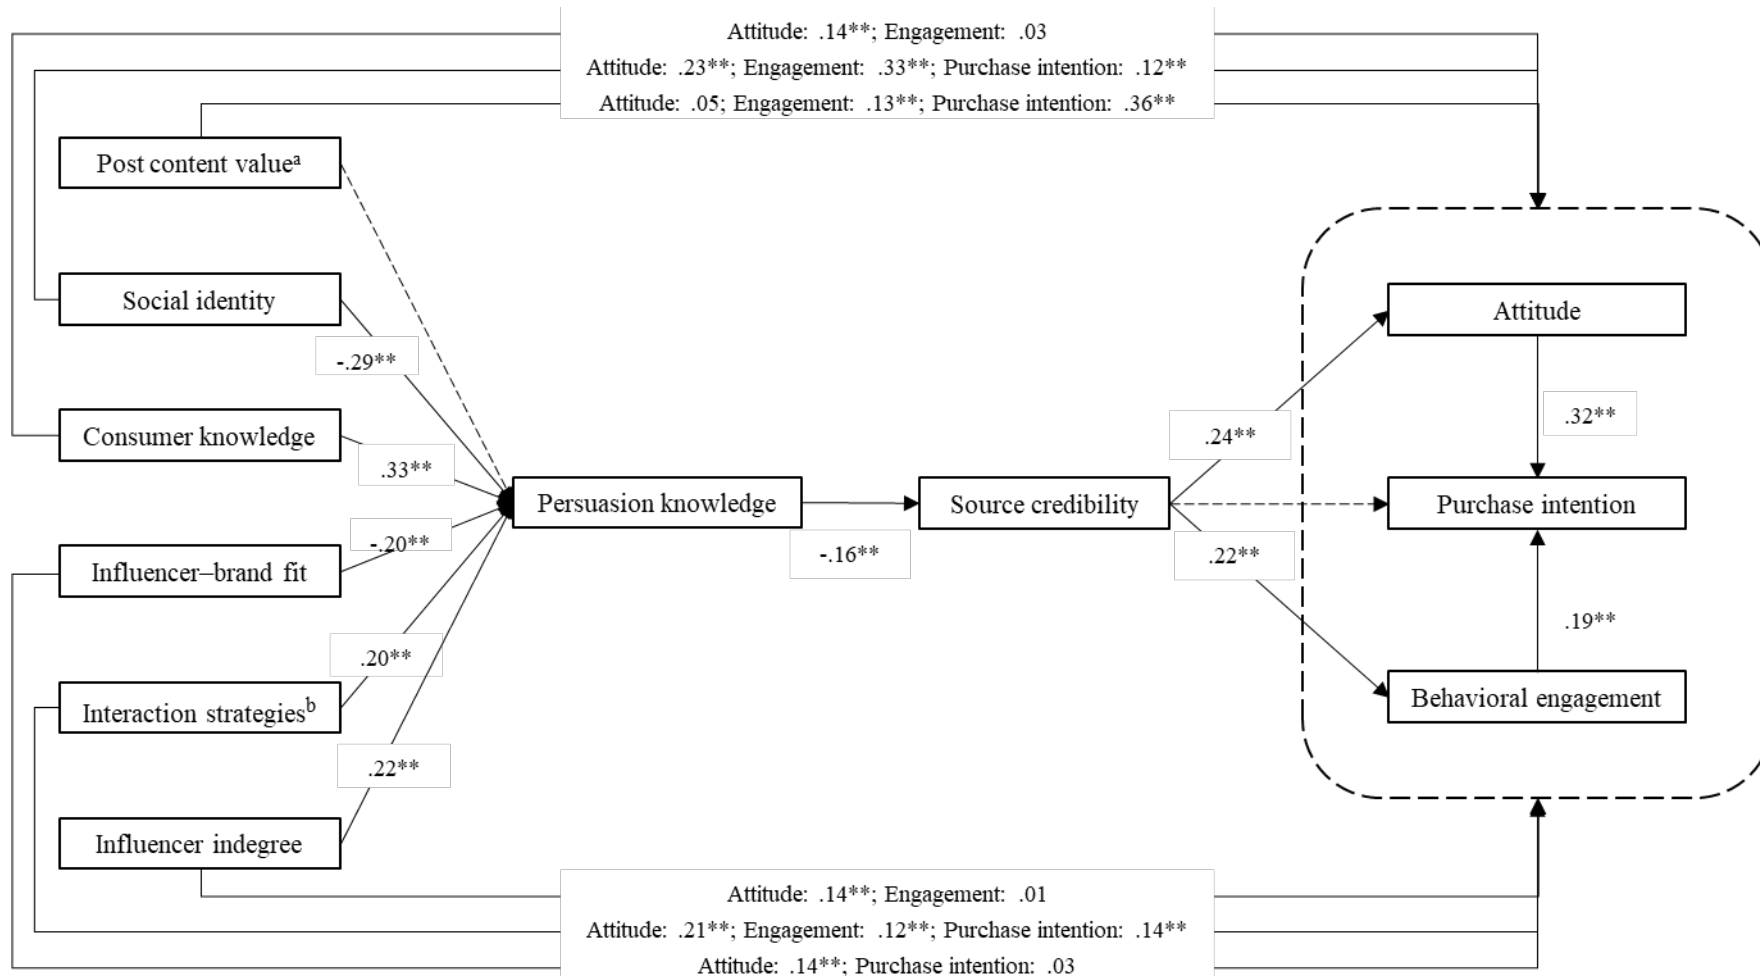 Attitude: .14**; Engagement: .03
Attitude: .23**; Engagement: .33**; Purchase intention: .12**
Attitude: .05; Engagement: .13**; Purchase intention: .36**
Post content valueᵃ
Social identity
Attitude
-.29**
.32**
Consumer knowledge
.24**
.33**
Persuasion knowledge
Source credibility
Purchase intention
-.20**
-.16**
.22**
Influencer–brand fit
.19**
.20**
Interaction strategiesᵇ
Behavioral engagement
.22**
Influencer indegree
Attitude: .14**; Engagement: .01
Attitude: .21**; Engagement: .12**; Purchase intention: .14**
Attitude: .14**; Purchase intention: .03